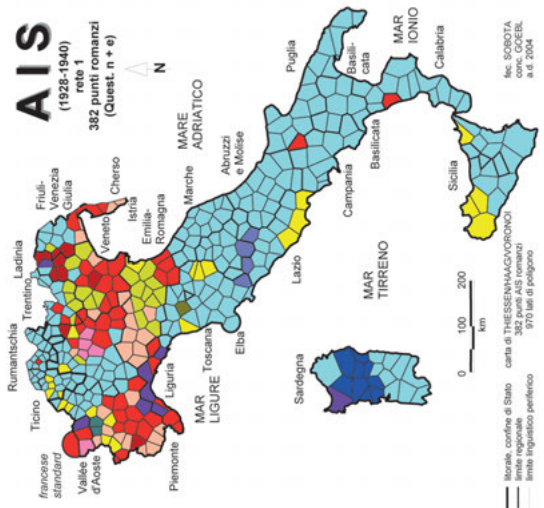 AIS
(1928-1940)
rete 1
382 punti romanzi
(Quest. n + e)
N
Rumantschia
Ticino
francese
standard
Vallée
d'Aoste
Piemonte
Trentino
Ladinia
Friuli-
Venezia
Giulia
Veneto
Cherso
Istria
Emilia-
Romagna
Liguria
MAR
LIGURE
Toscana
Elba
Marche
MARE
ADRIATICO
Abruzzi
e Molise
Lazio
Campania
Puglia
Basili-
cata
Basilicata
MAR
IONIO
Calabria
Sicilia
MAR
TIRRENO
Sardegna
0 100 200
km
litorale, confine di Stato
limite regionale
limite linguistico periferico
carta di THIESSEN/HAAG/VORONOI
382 punti AIS romanzi
970 lati di poligono
fec. SOBOTA
conc. GOEBL
a.d. 2004